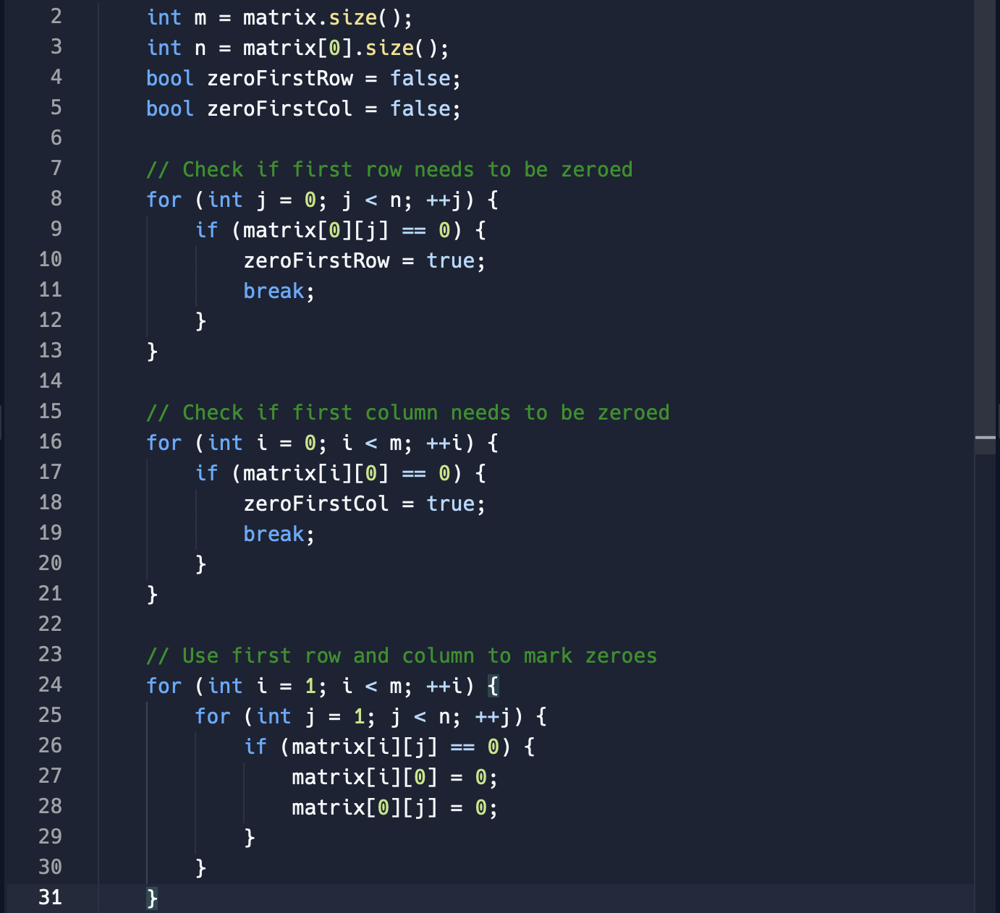 2 int m = matrix.size();
3 int n = matrix[0].size();
4 bool zeroFirstRow = false;
5 bool zeroFirstCol = false;
6
7 // Check if first row needs to be zeroed
8 for (int j = 0; j < n; ++j) {
9 if (matrix[0][j] == 0) {
10 zeroFirstRow = true;
11 break;
12 }
13 }
14
15 // Check if first column needs to be zeroed
16 for (int i = 0; i < m; ++i) {
17 if (matrix[i][0] == 0) {
18 zeroFirstCol = true;
19 break;
20 }
21 }
22
23 // Use first row and column to mark zeroes
24 for (int i = 1; i < m; ++i) {
25 for (int j = 1; j < n; ++j) {
26 if (matrix[i][j] == 0) {
27 matrix[i][0] = 0;
28 matrix[0][j] = 0;
29 }
30 }
31 }